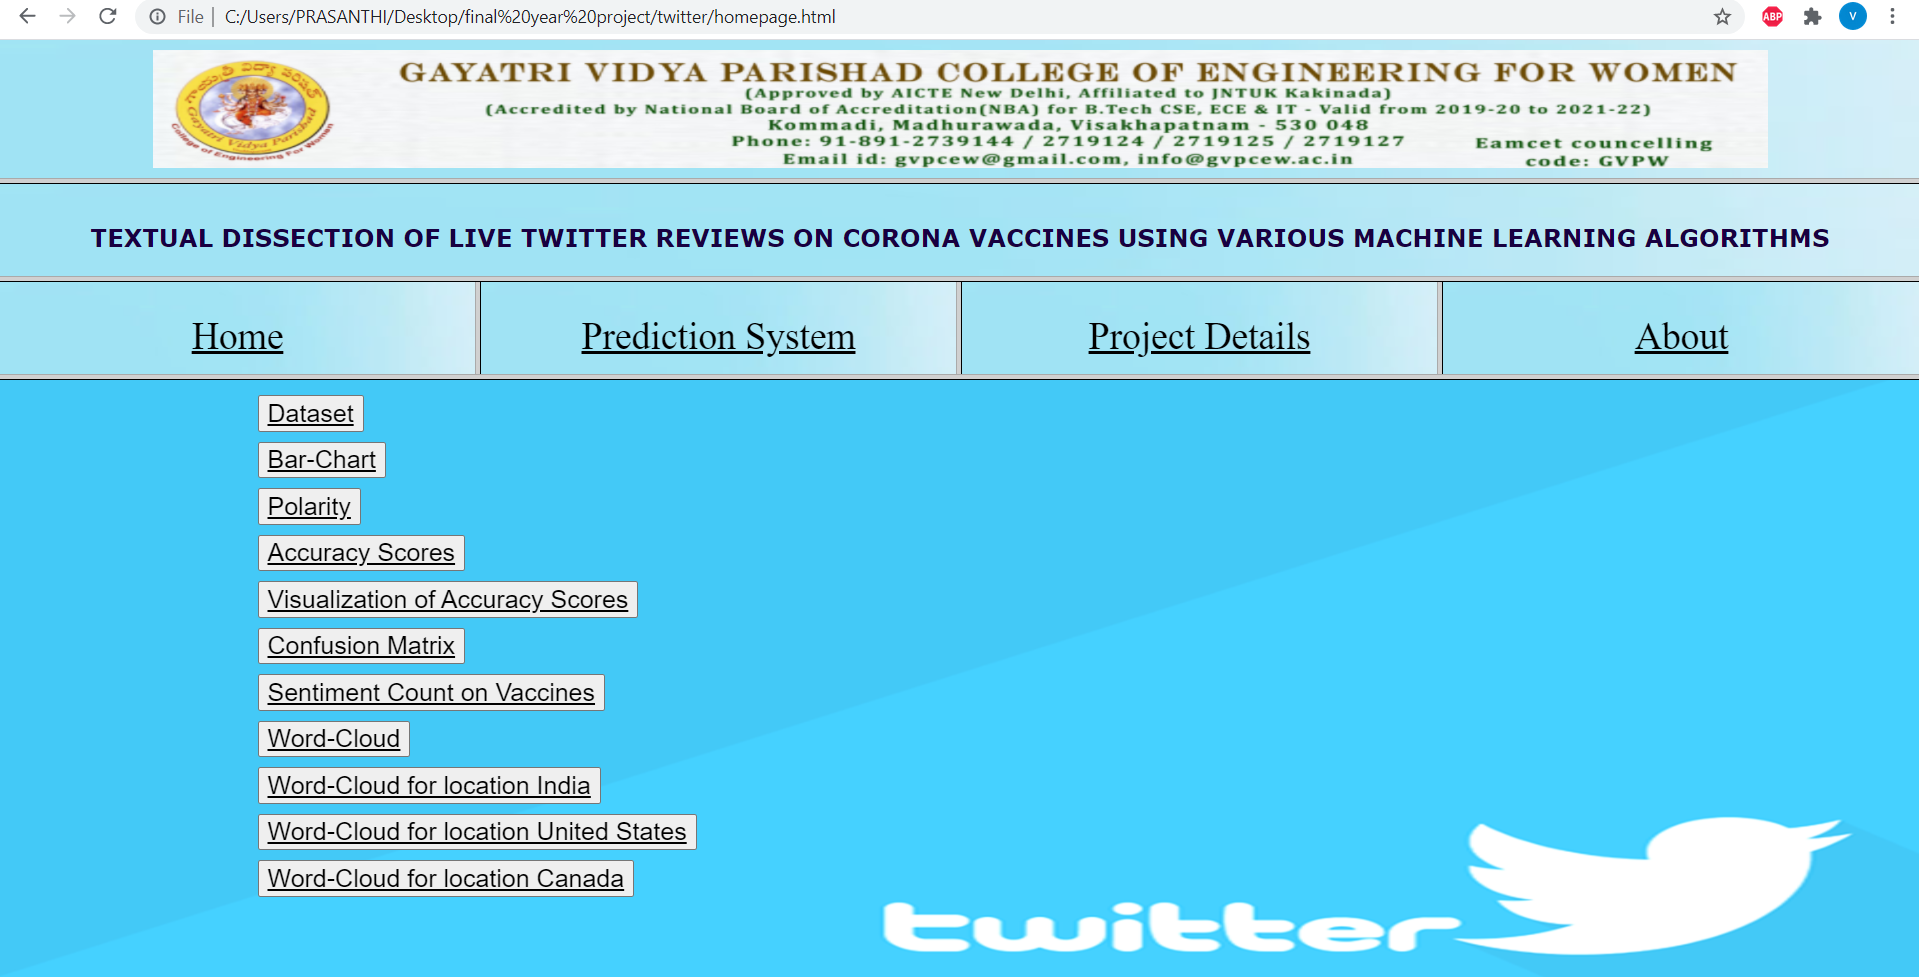 File | C:/Users/PRASANTHI/Desktop/final%20year%20project/twitter/homepage.html
ABP
V
గాయత్రి విద్యా పరిషత్
Gayatri Vidya Parishad
College of Engineering For Women
GAYATRI VIDYA PARISHAD COLLEGE OF ENGINEERING FOR WOMEN
(Approved by AICTE New Delhi, Affiliated to JNTUK Kakinada)
(Accredited by National Board of Accreditation(NBA) for B.Tech CSE, ECE & IT - Valid from 2019-20 to 2021-22)
Kommadi, Madhurawada, Visakhapatnam - 530 048
Phone: 91-891-2739144 / 2719124 / 2719125 / 2719127
Email id: gvpcew@gmail.com, info@gvpcew.ac.in
Eamcet councelling
code: GVPW
TEXTUAL DISSECTION OF LIVE TWITTER REVIEWS ON CORONA VACCINES USING VARIOUS MACHINE LEARNING ALGORITHMS
Home
Prediction System
Project Details
About
Dataset
Bar-Chart
Polarity
Accuracy Scores
Visualization of Accuracy Scores
Confusion Matrix
Sentiment Count on Vaccines
Word-Cloud
Word-Cloud for location India
Word-Cloud for location United States
Word-Cloud for location Canada
twitter